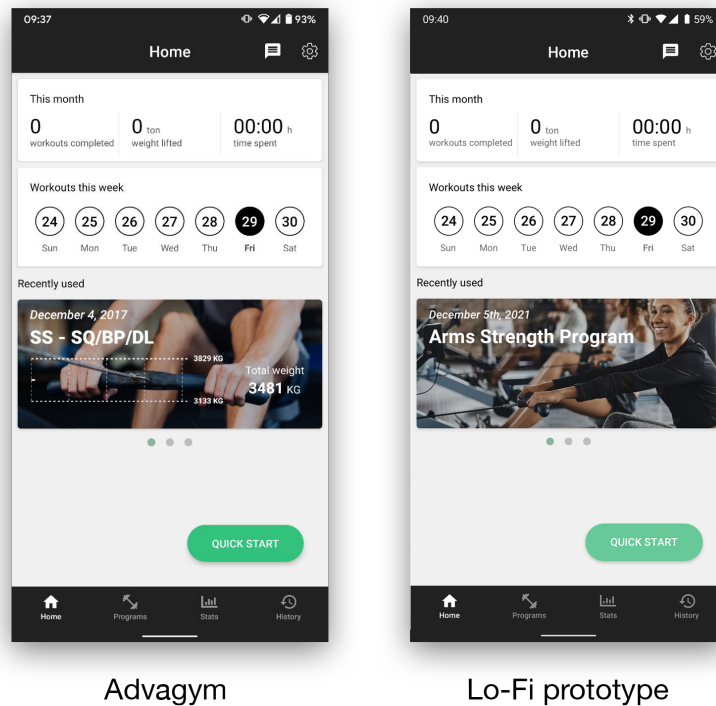 09:37
93%
Home
This month
0
workouts completed
0 ton
weight lifted
00:00 h
time spent
Workouts this week
24 25 26 27 28 29 30
Sun Mon Tue Wed Thu Fri Sat
Recently used
December 4, 2017
SS - SQ/BP/DL
3829 KG
Total weight
3481 KG
3133 KG
QUICK START
Home Programs Stats History
Advagym
09:40
59%
Home
This month
0
workouts completed
0 ton
weight lifted
00:00 h
time spent
Workouts this week
24 25 26 27 28 29 30
Sun Mon Tue Wed Thu Fri Sat
Recently used
December 5th, 2021
Arms Strength Program
QUICK START
Home Programs Stats History
Lo-Fi prototype